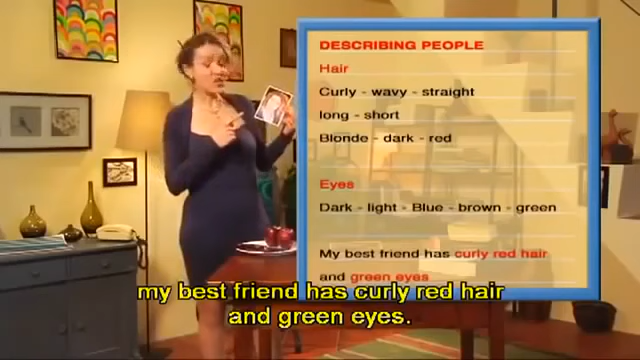 DESCRIBING PEOPLE
Hair
Curly - wavy - straight
long - short
Blonde - dark - red
Eyes
Dark - light - Blue - brown - green
My best friend has curly red hair
and green eyes
my best friend has curly red hair
and green eyes.